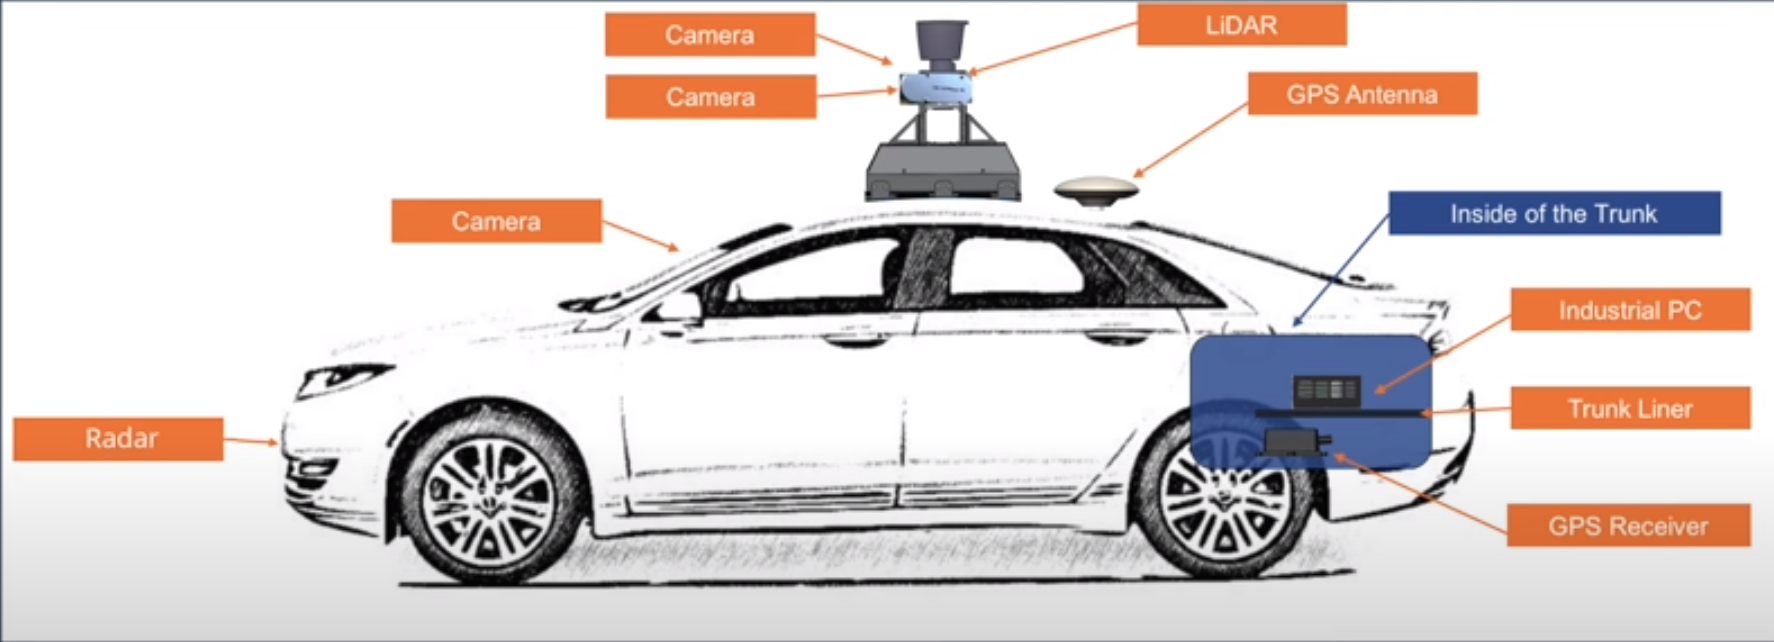 Camera
LiDAR
Camera
GPS Antenna
Camera
Inside of the Trunk
Industrial PC
Trunk Liner
Radar
GPS Receiver